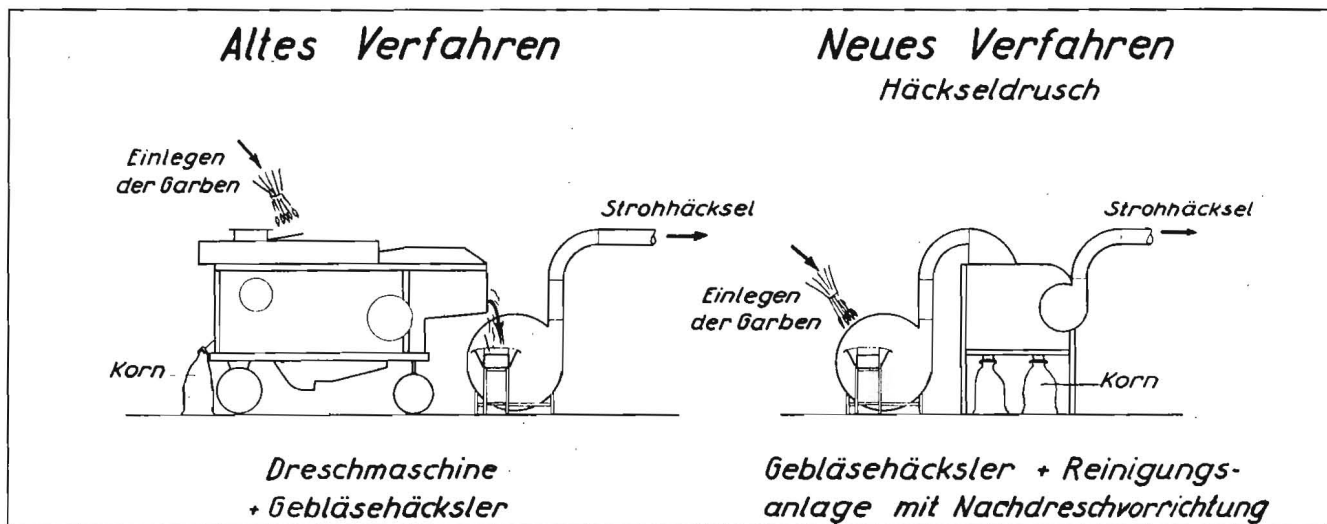 Altes Verfahren
Einlegen
der Garben
Strohhäcksel
Korn
Dreschmaschine
+ Gebläsehäcksler
Neues Verfahren
Häckseldrusch
Einlegen
der Garben
Strohhäcksel
Korn
Gebläsehäcksler + Reinigungs-
anlage mit Nachdreschvorrichtung